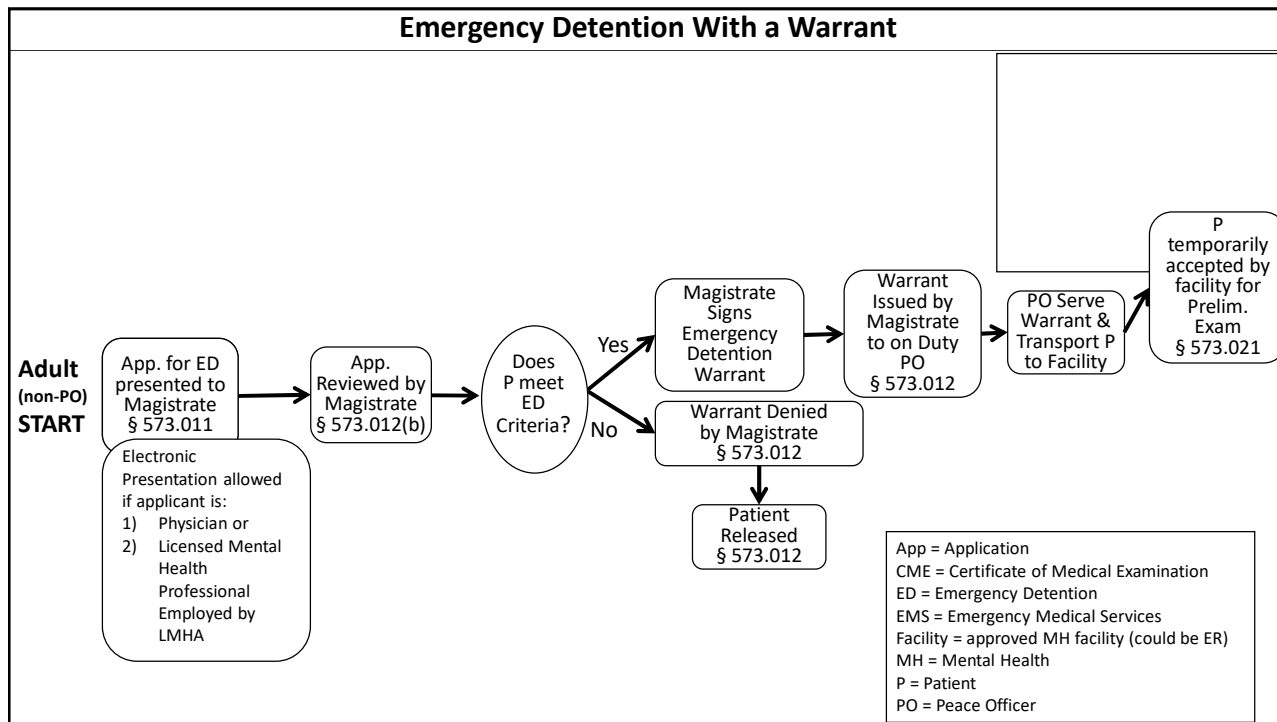 Emergency Detention With a Warrant
Adult
(non-PO)
START
App. for ED
presented to
Magistrate
§ 573.011
Electronic
Presentation allowed
if applicant is:
1) Physician or
2) Licensed Mental
Health
Professional
Employed by
LMHA
App.
Reviewed by
Magistrate
§ 573.012(b)
Does
P meet
ED
Criteria?
Yes
No
Magistrate
Signs
Emergency
Detention
Warrant
Warrant Denied
by Magistrate
§ 573.012
Patient
Released
§ 573.012
Warrant
Issued by
Magistrate
to on Duty
PO
§ 573.012
PO Serve
Warrant &
Transport P
to Facility
P
temporarily
accepted by
facility for
Prelim.
Exam
§ 573.021
App = Application
CME = Certificate of Medical Examination
ED = Emergency Detention
EMS = Emergency Medical Services
Facility = approved MH facility (could be ER)
MH = Mental Health
P = Patient
PO = Peace Officer